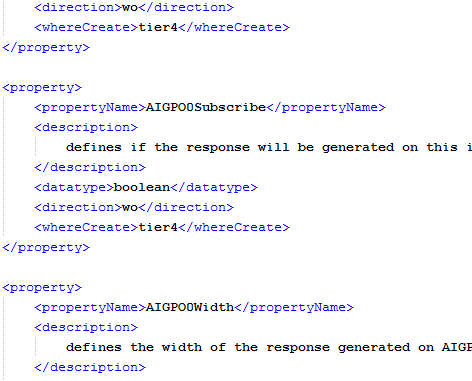 <direction>wo</direction>
<whereCreate>tier4</whereCreate>
</property>
<property>
<propertyName>AIGPO0Subscribe</propertyName>
<description>
defines if the response will be generated on this i
</description>
<datatype>boolean</datatype>
<direction>wo</direction>
<whereCreate>tier4</whereCreate>
</property>
<property>
<propertyName>AIGPO0Width</propertyName>
<description>
defines the width of the response generated on AIGP
</description>